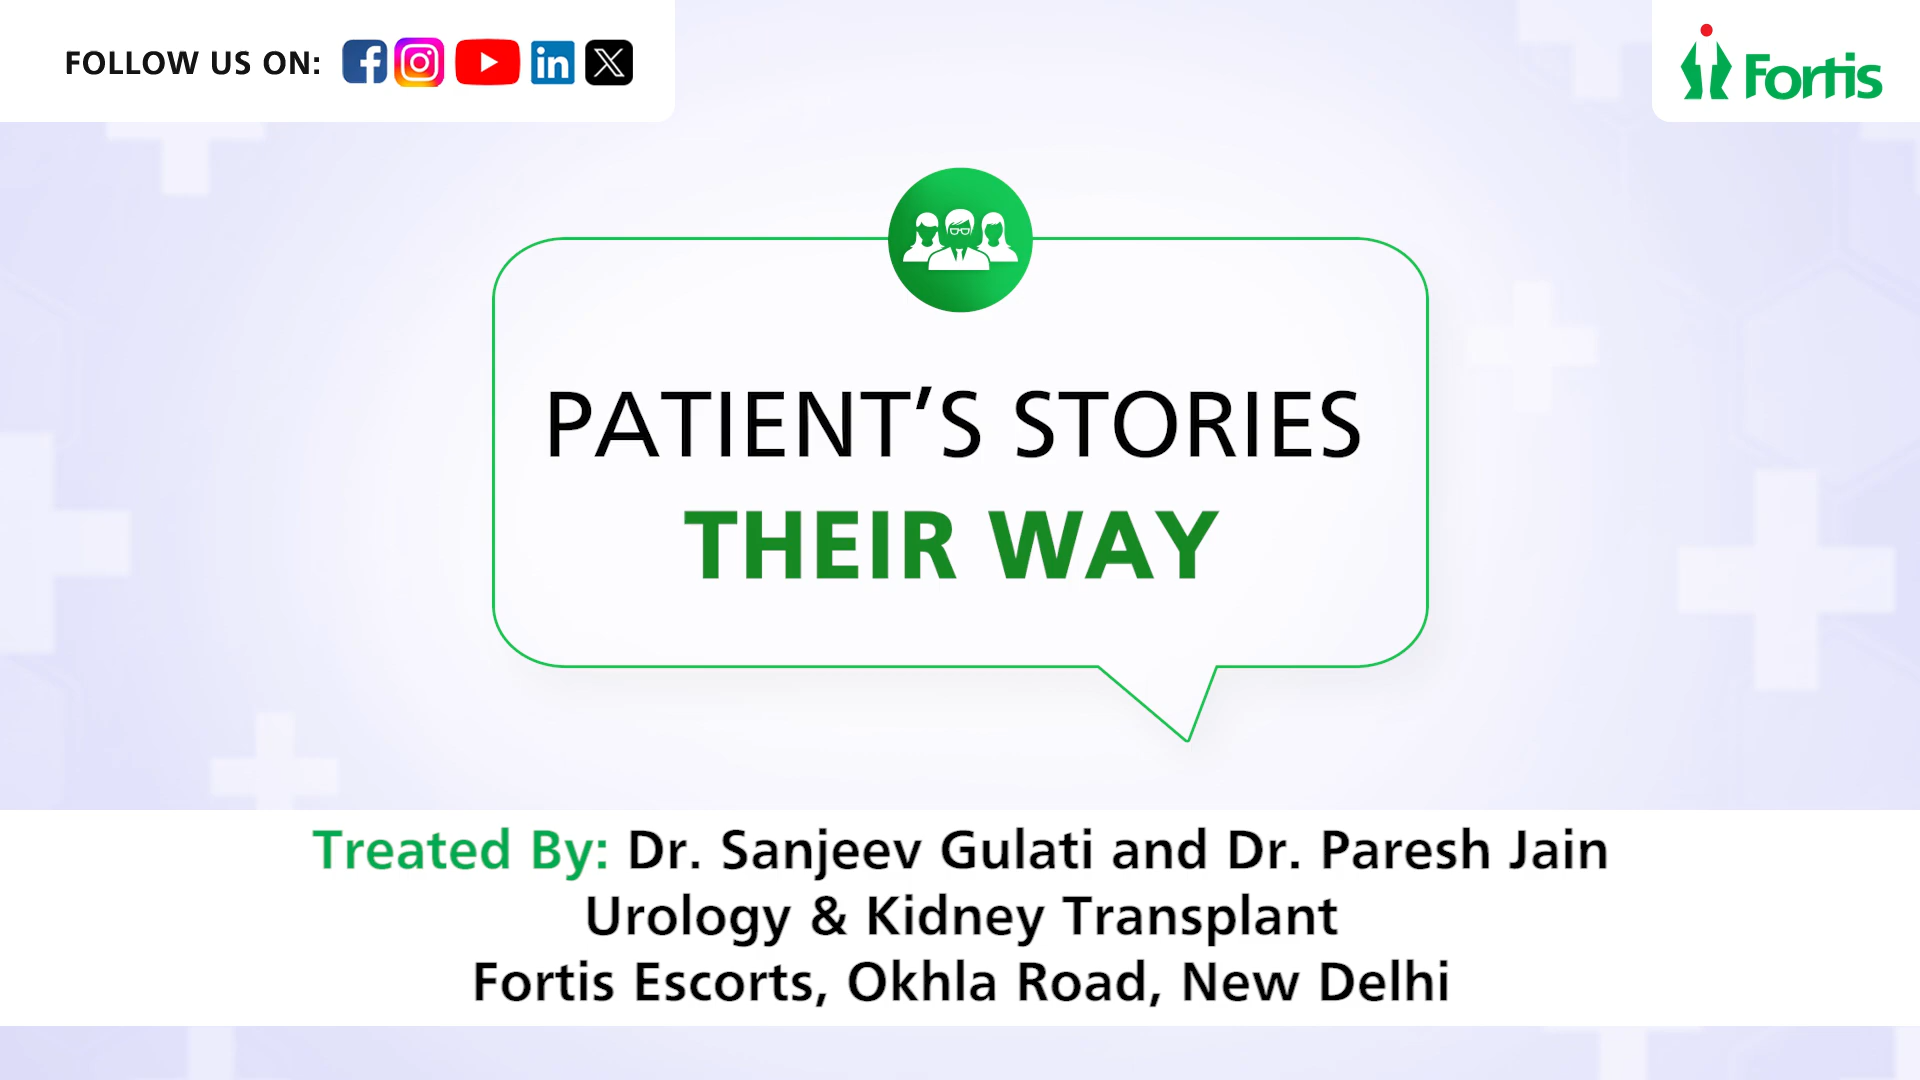 FOLLOW US ON:
Fortis
PATIENT’S STORIES
THEIR WAY
Treated By: Dr. Sanjeev Gulati and Dr. Paresh Jain
Urology & Kidney Transplant
Fortis Escorts, Okhla Road, New Delhi